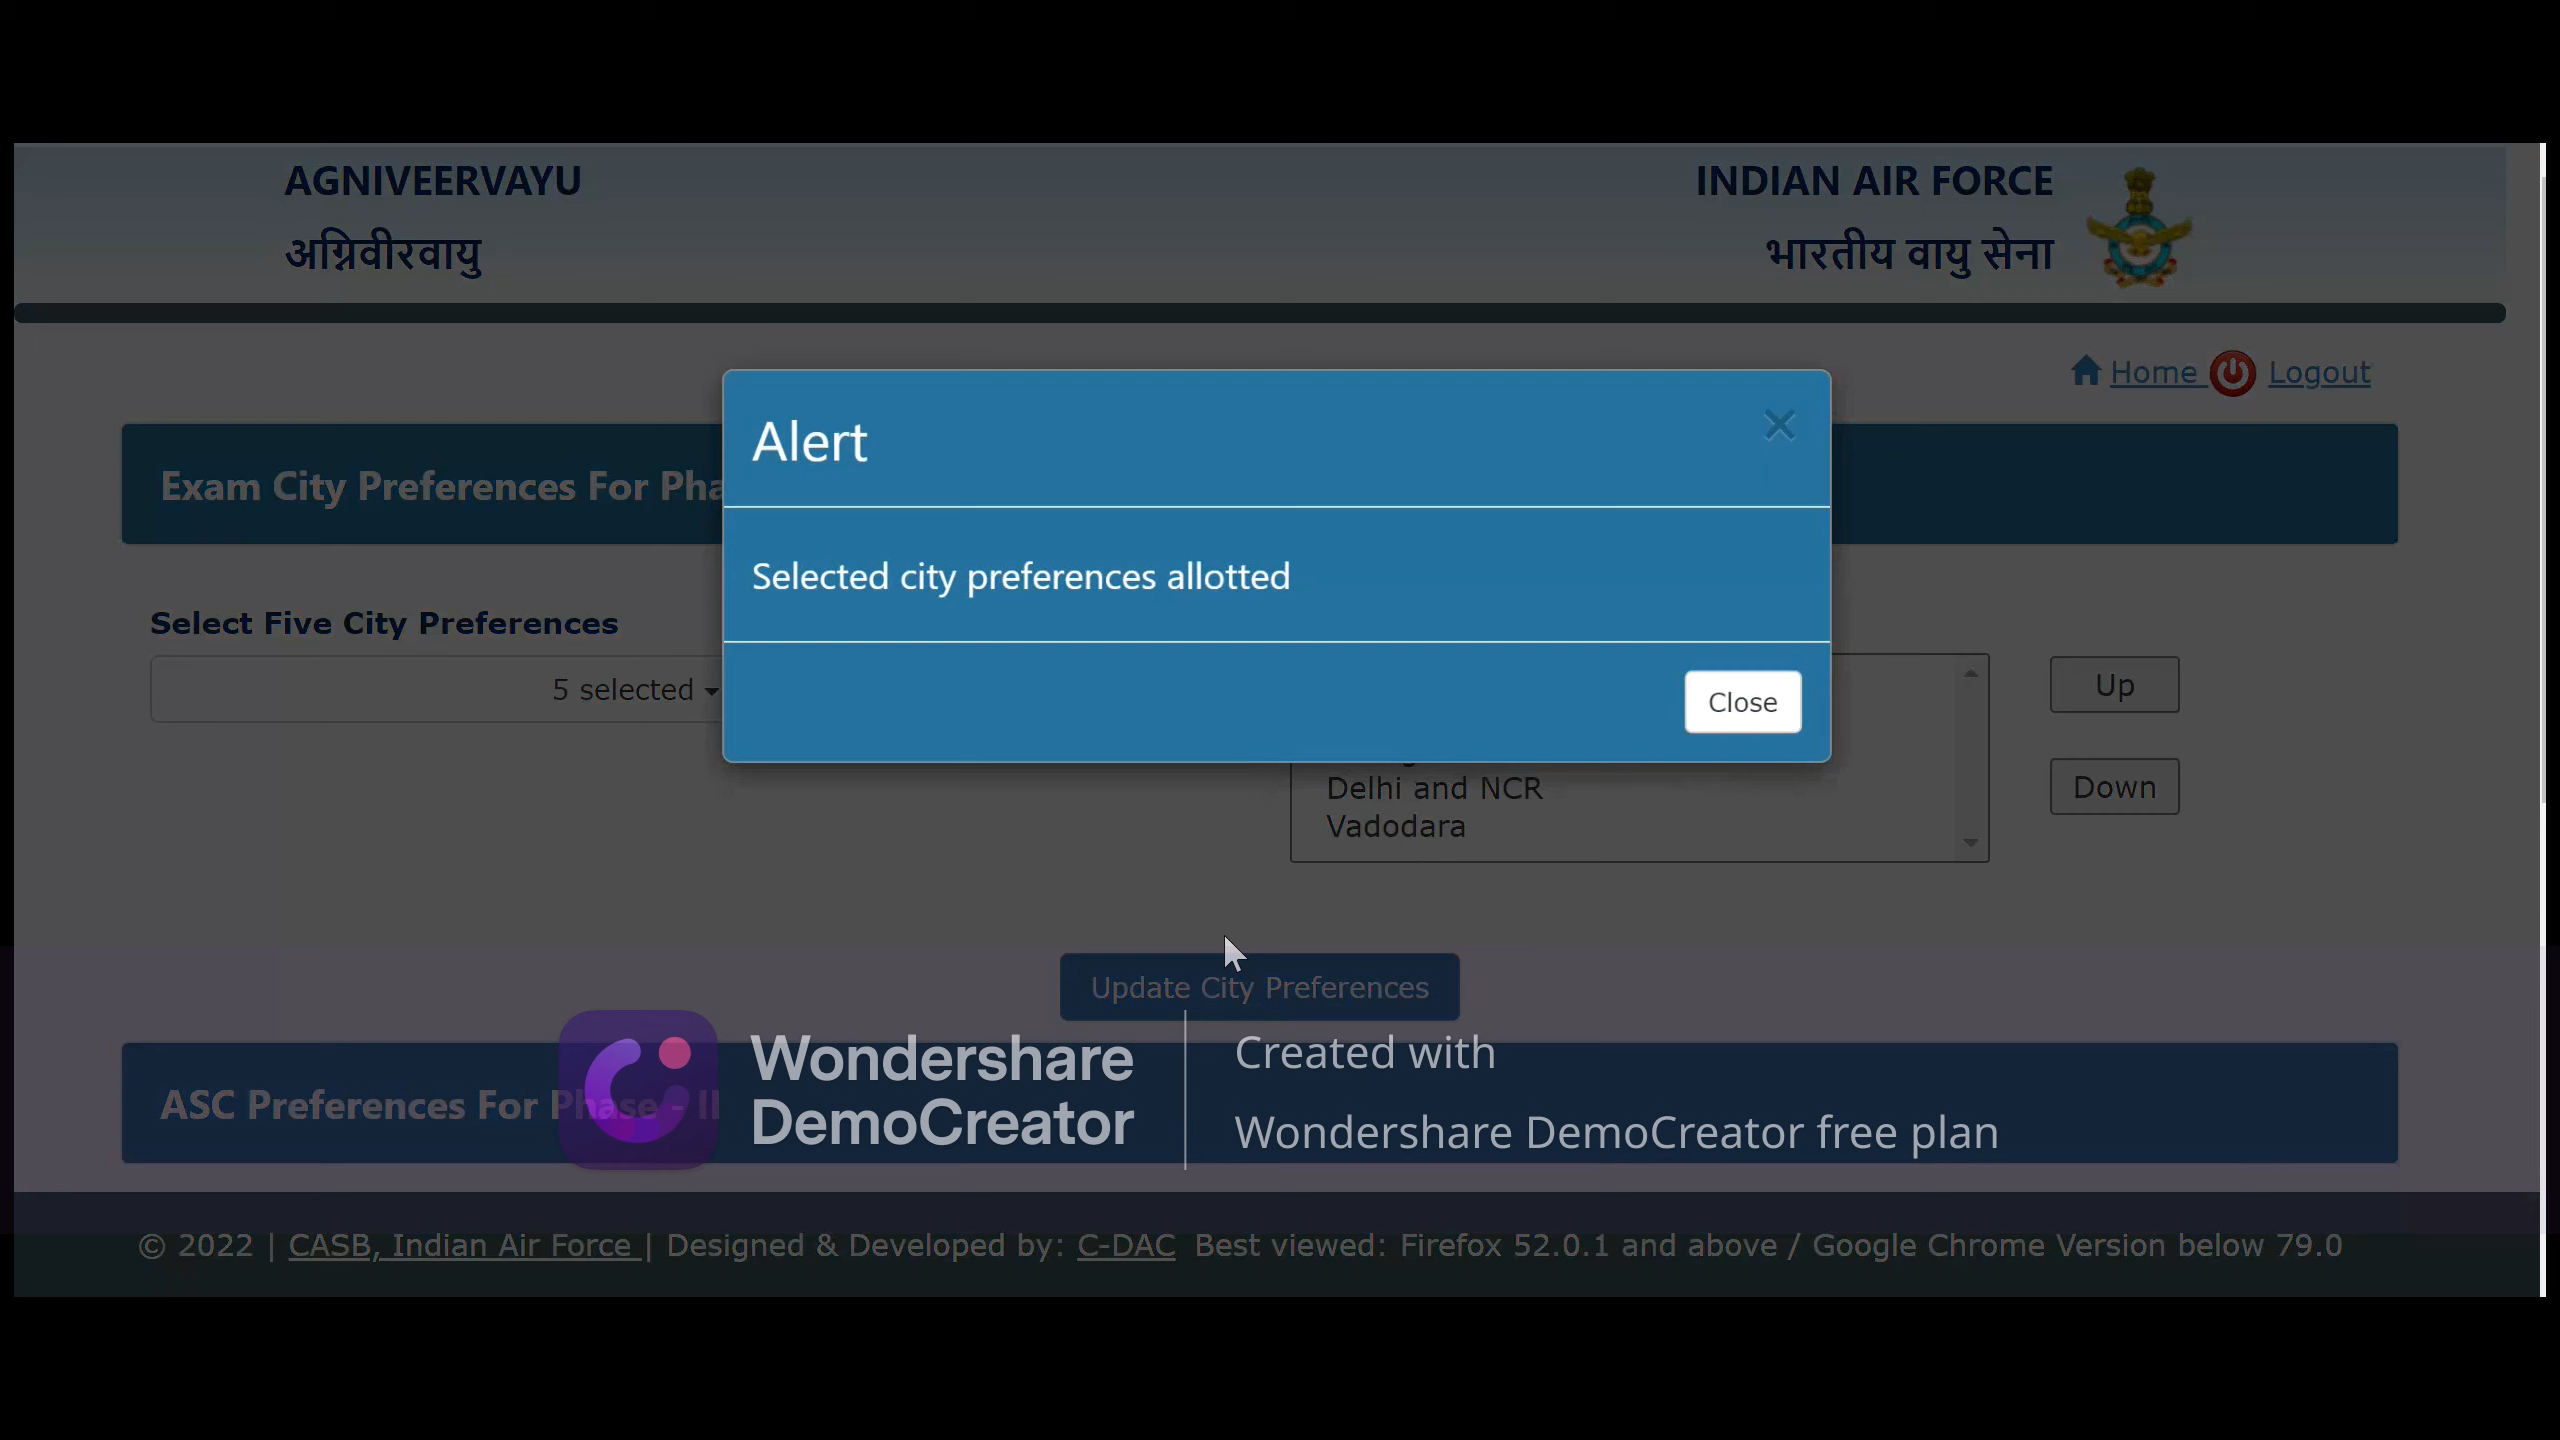 AGNIVEERVAYU
अग्निवीरवायु
INDIAN AIR FORCE
भारतीय वायु सेना
Home Logout
Exam City Preferences For Pha
Alert
×
Selected city preferences allotted
Close
Select Five City Preferences
5 selected
Up
Down
Delhi and NCR
Vadodara
Update City Preferences
ASC Preferences For Phase - II
Wondershare
DemoCreator
Created with
Wondershare DemoCreator free plan
© 2022 | CASB, Indian Air Force | Designed & Developed by: C-DAC Best viewed: Firefox 52.0.1 and above / Google Chrome Version below 79.0